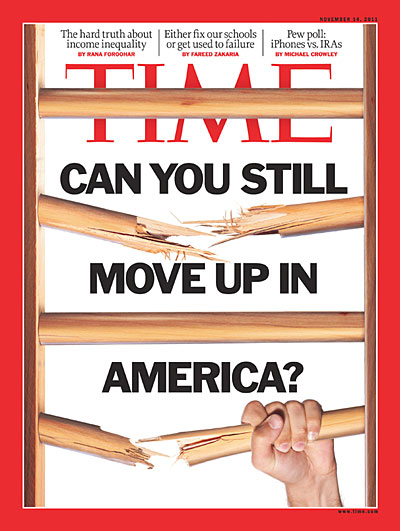 NOVEMBER 14, 2011
The hard truth about
income inequality
BY RANA FOROOHAR
Either fix our schools
or get used to failure
BY FAREED ZAKARIA
Pew poll:
iPhones vs. IRAs
BY MICHAEL CROWLEY
TIME
CAN YOU STILL
MOVE UP IN
AMERICA?
www.time.com